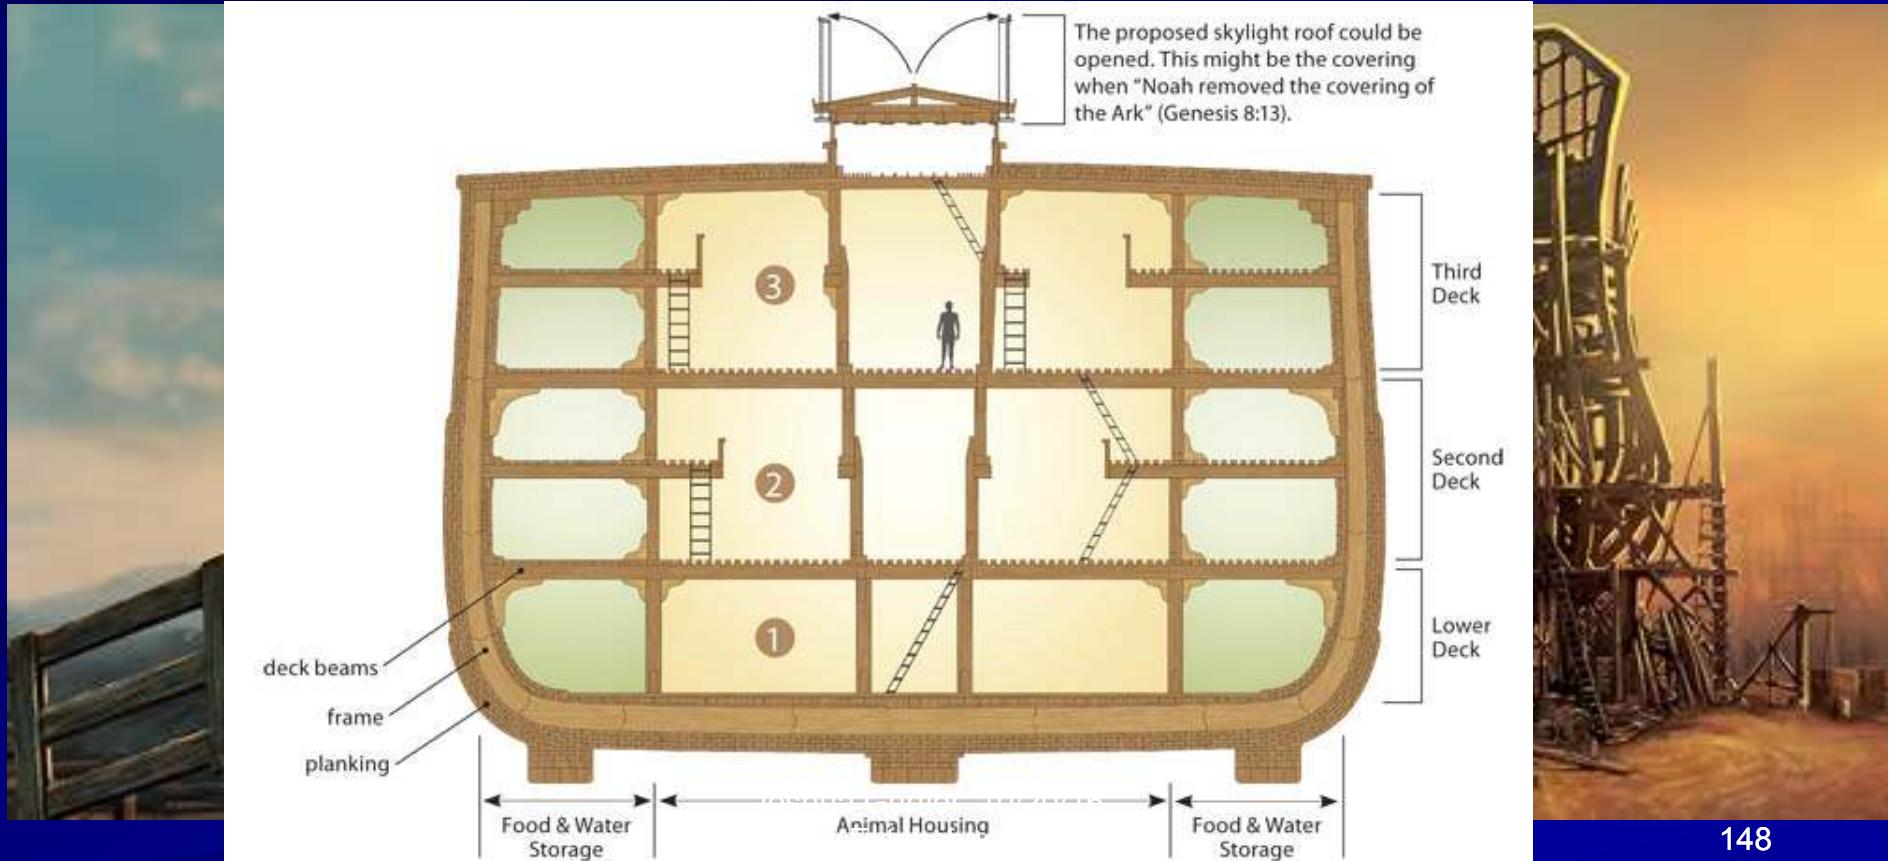 The proposed skylight roof could be
opened. This might be the covering
when “Noah removed the covering of
the Ark” (Genesis 8:13).
3
Third
Deck
2
Second
Deck
1
Lower
Deck
deck beams
frame
planking
Food & Water
Storage
Animal Housing
Food & Water
Storage
148